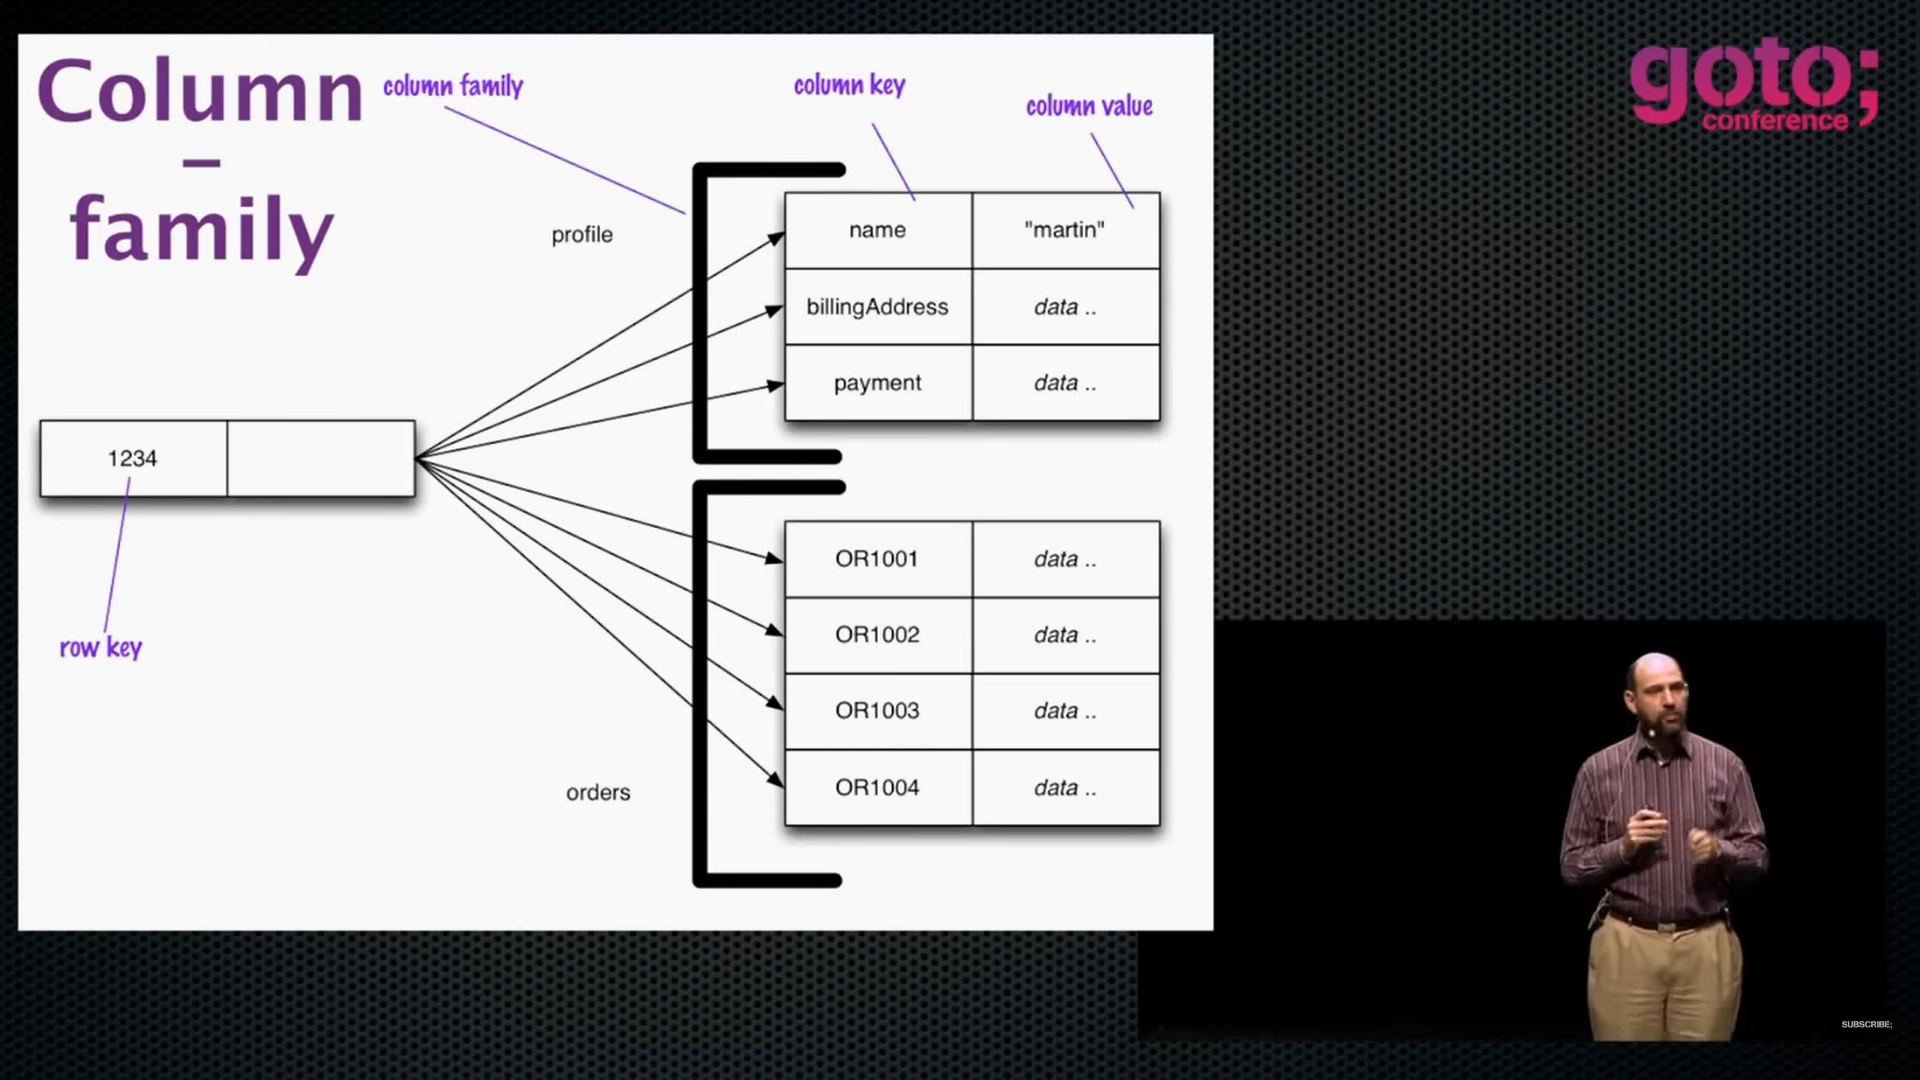 Column
–
family
column family
column key
column value
profile
name
"martin"
billingAddress
data ..
payment
data ..
1234
row key
orders
OR1001
data ..
OR1002
data ..
OR1003
data ..
OR1004
data ..
goto;
conference
SUBSCRIBE;